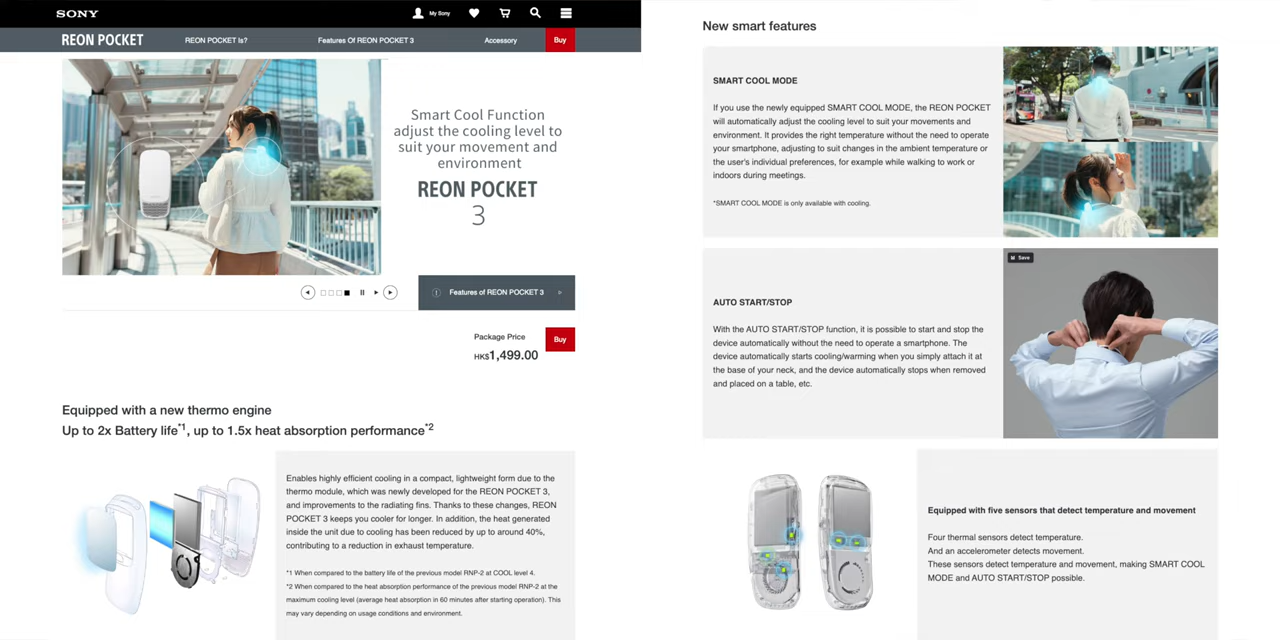 SONY
My Sony
REON POCKET
REON POCKET Is?
Features Of REON POCKET 3
Accessory
Buy
Smart Cool Function
adjust the cooling level to
suit your movement and
environment
REON POCKET
3
1 Features of REON POCKET 3
Package Price
HK$1,499.00
Buy
Equipped with a new thermo engine
Up to 2x Battery life*1, up to 1.5x heat absorption performance*2
Enables highly efficient cooling in a compact, lightweight form due to the
thermo module, which was newly developed for the REON POCKET 3,
and improvements to the radiating fins. Thanks to these changes, REON
POCKET 3 keeps you cooler for longer. In addition, the heat generated
inside the unit due to cooling has been reduced by up to around 40%,
contributing to a reduction in exhaust temperature.
*1 When compared to the battery life of the previous model RNP-2 at COOL level 4.
*2 When compared to the heat absorption performance of the previous model RNP-2 at the
maximum cooling level (average heat absorption in 60 minutes after starting operation). This
may vary depending on usage conditions and environment.
New smart features
SMART COOL MODE
If you use the newly equipped SMART COOL MODE, the REON POCKET
will automatically adjust the cooling level to suit your movements and
environment. It provides the right temperature without the need to operate
your smartphone, adjusting to suit changes in the ambient temperature or
the user's individual preferences, for example while walking to work or
indoors during meetings.
*SMART COOL MODE is only available with cooling.
Save
AUTO START/STOP
With the AUTO START/STOP function, it is possible to start and stop the
device automatically without the need to operate a smartphone. The
device automatically starts cooling/warming when you simply attach it at
the base of your neck, and the device automatically stops when removed
and placed on a table, etc.
Equipped with five sensors that detect temperature and movement
Four thermal sensors detect temperature.
And an accelerometer detects movement.
These sensors detect temperature and movement, making SMART COOL
MODE and AUTO START/STOP possible.